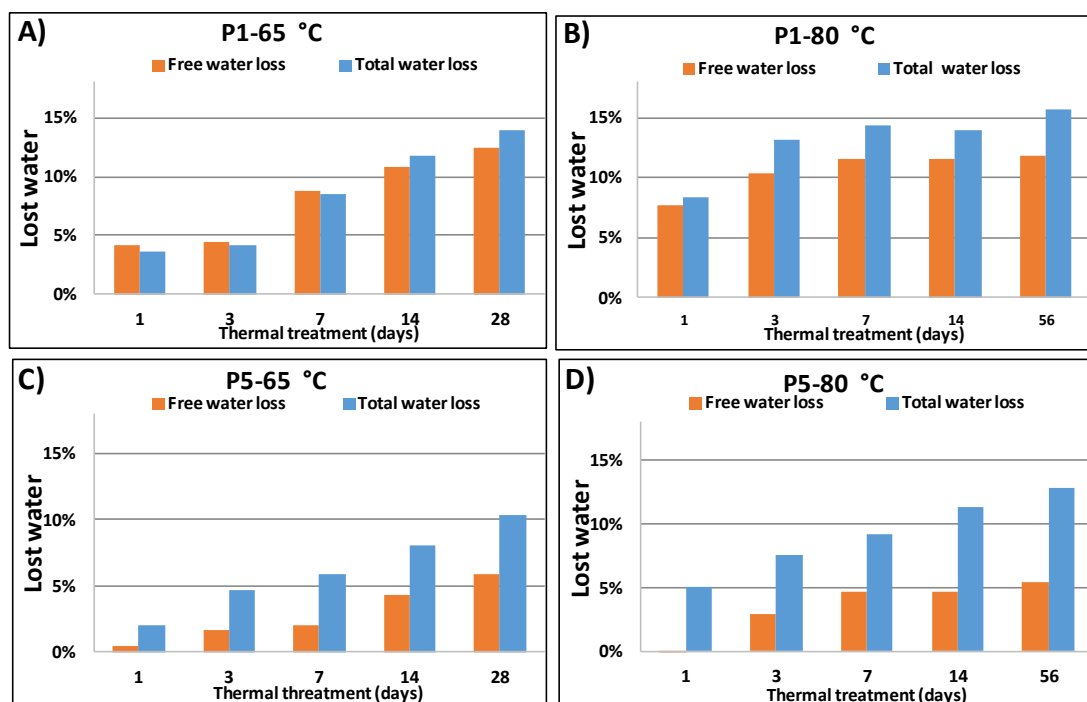 A)
P1-65 °C
Free water loss Total water loss
15%
10%
5%
0%
Lost water
1 3 7 14 28
Thermal treatment (days)
B)
P1-80 °C
Free water loss Total water loss
15%
10%
5%
0%
Lost water
1 3 7 14 56
Thermal treatment (days)
C)
P5-65 °C
Free water loss Total water loss
15%
10%
5%
0%
Lost water
1 3 7 14 28
Thermal threatment (days)
D)
P5-80 °C
Free water loss Total water loss
15%
10%
5%
0%
Lost water
1 3 7 14 56
Thermal treatment (days)